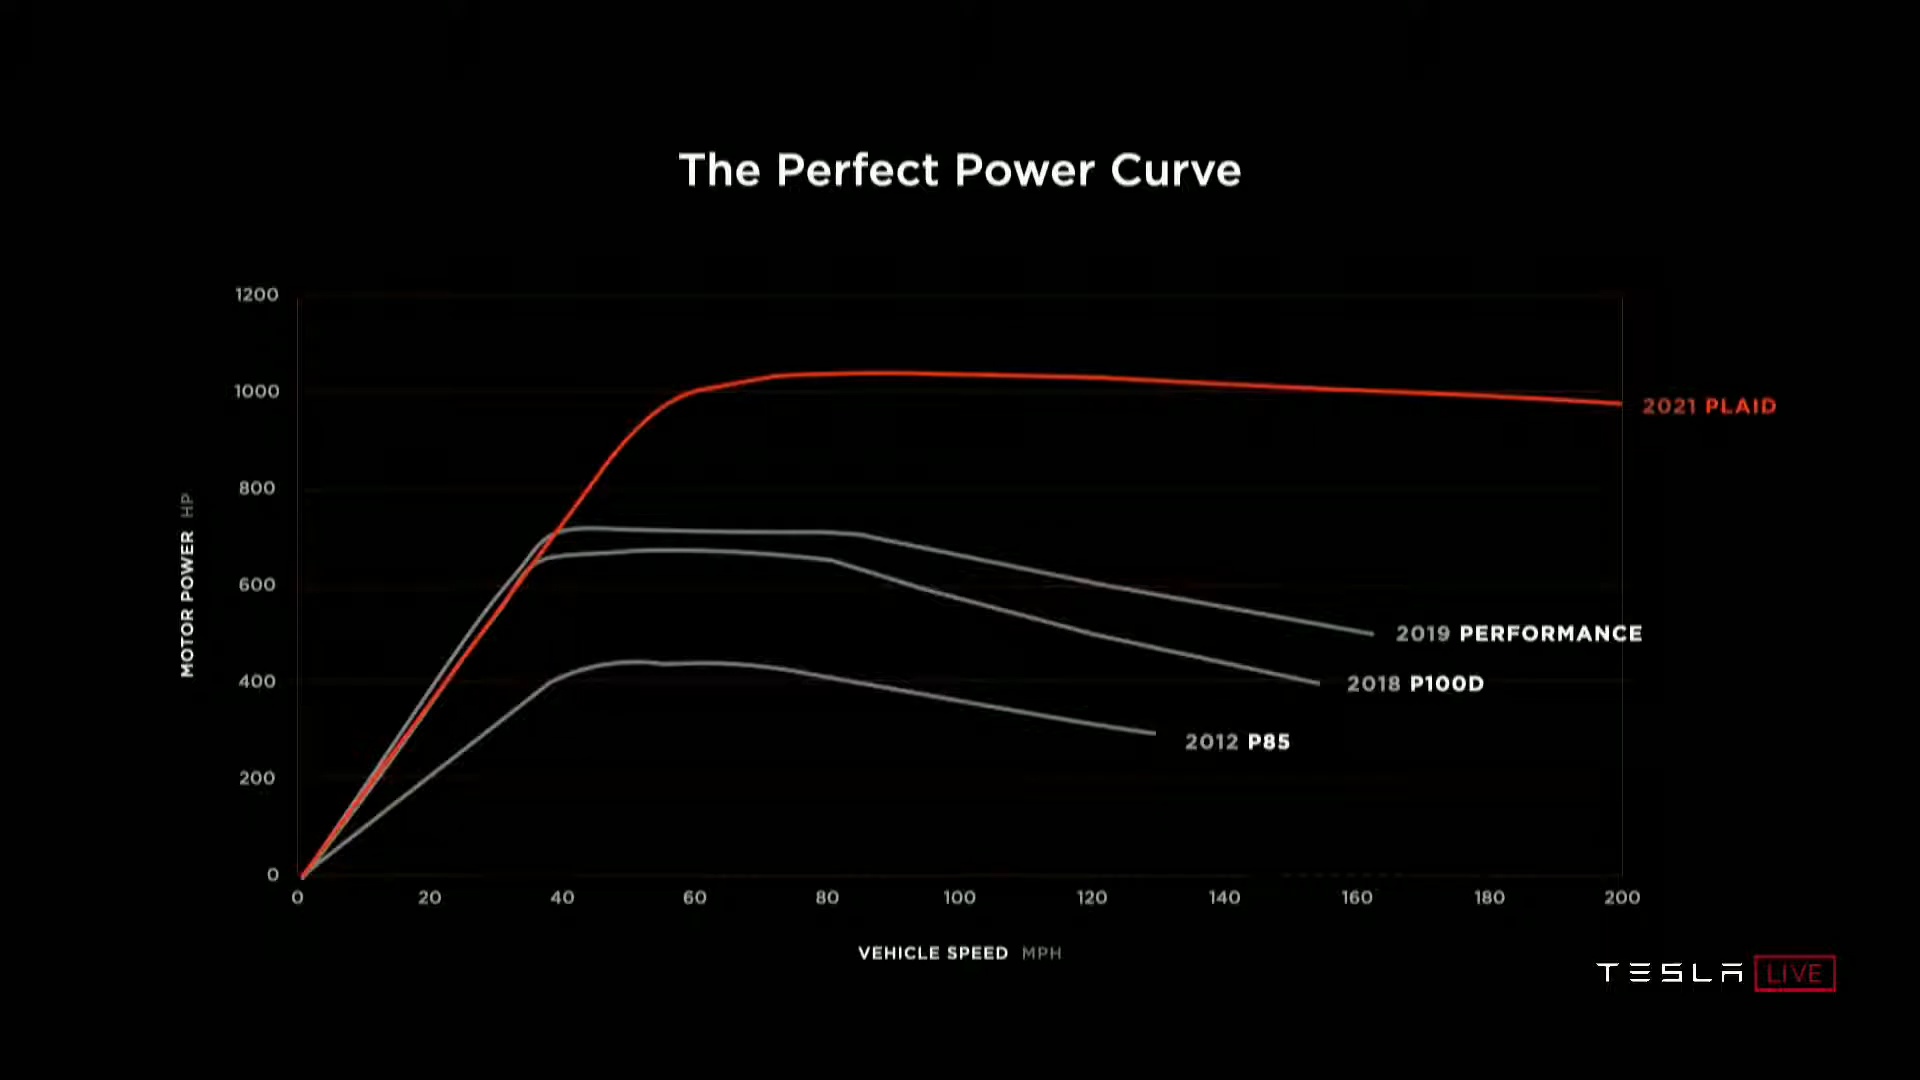 The Perfect Power Curve
1200
1000
800
600
400
200
0
MOTOR POWER HP
2021 PLAID
2019 PERFORMANCE
2018 P100D
2012 P85
0 20 40 60 80 100 120 140 160 180 200
VEHICLE SPEED MPH
TESLA LIVE